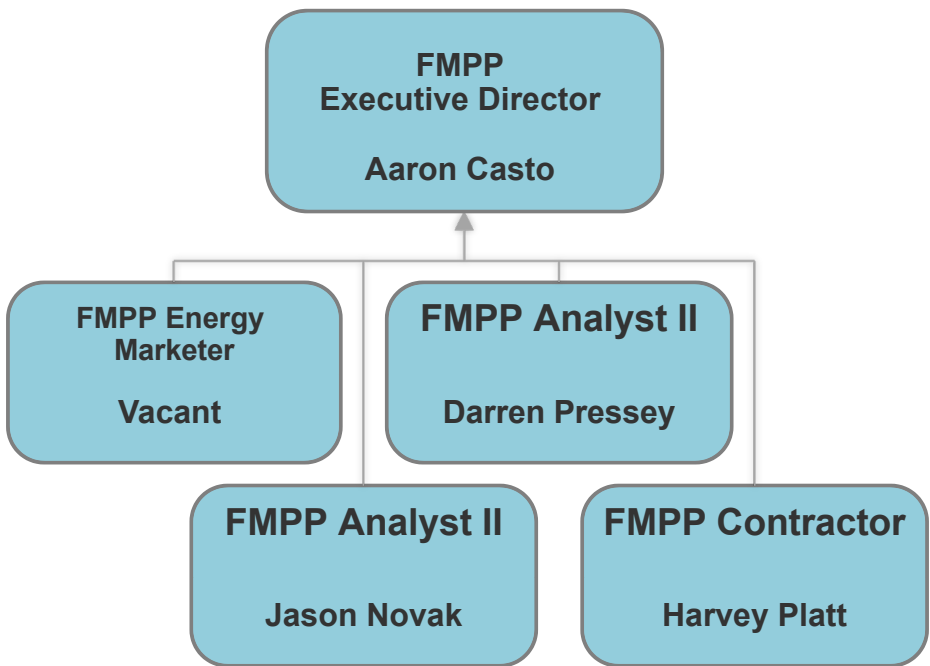 FMPP
Executive Director
Aaron Casto
FMPP Energy
Marketer
Vacant
FMPP Analyst II
Darren Pressey
FMPP Analyst II
Jason Novak
FMPP Contractor
Harvey Platt